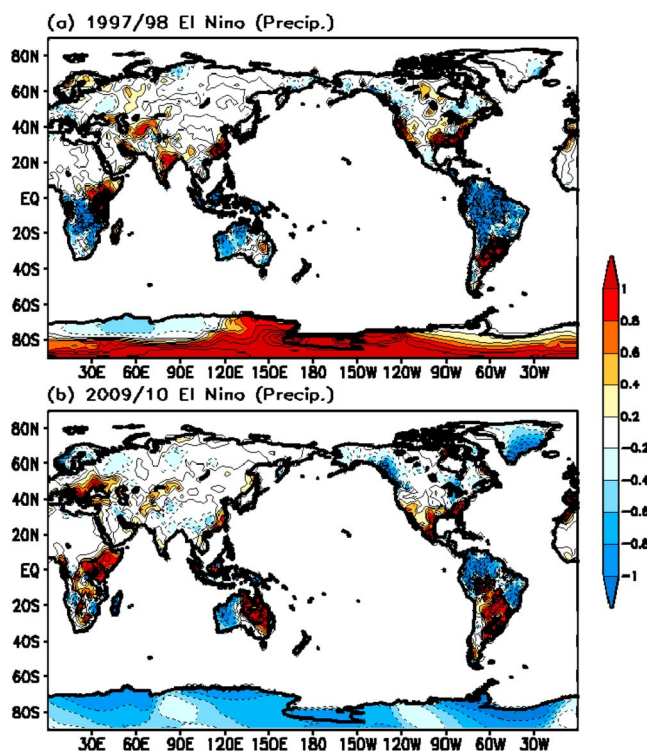 (a) 1997/98 El Nino (Precip.)
80N
60N
40N
20N
EQ
20S
40S
60S
80S
30E 60E 90E 120E 150E 180 150W 120W 90W 60W 30W
(b) 2009/10 El Nino (Precip.)
80N
60N
40N
20N
EQ
20S
40S
60S
80S
30E 60E 90E 120E 150E 180 150W 120W 90W 60W 30W
1
0.8
0.6
0.4
0.2
-0.2
-0.4
-0.6
-0.8
-1